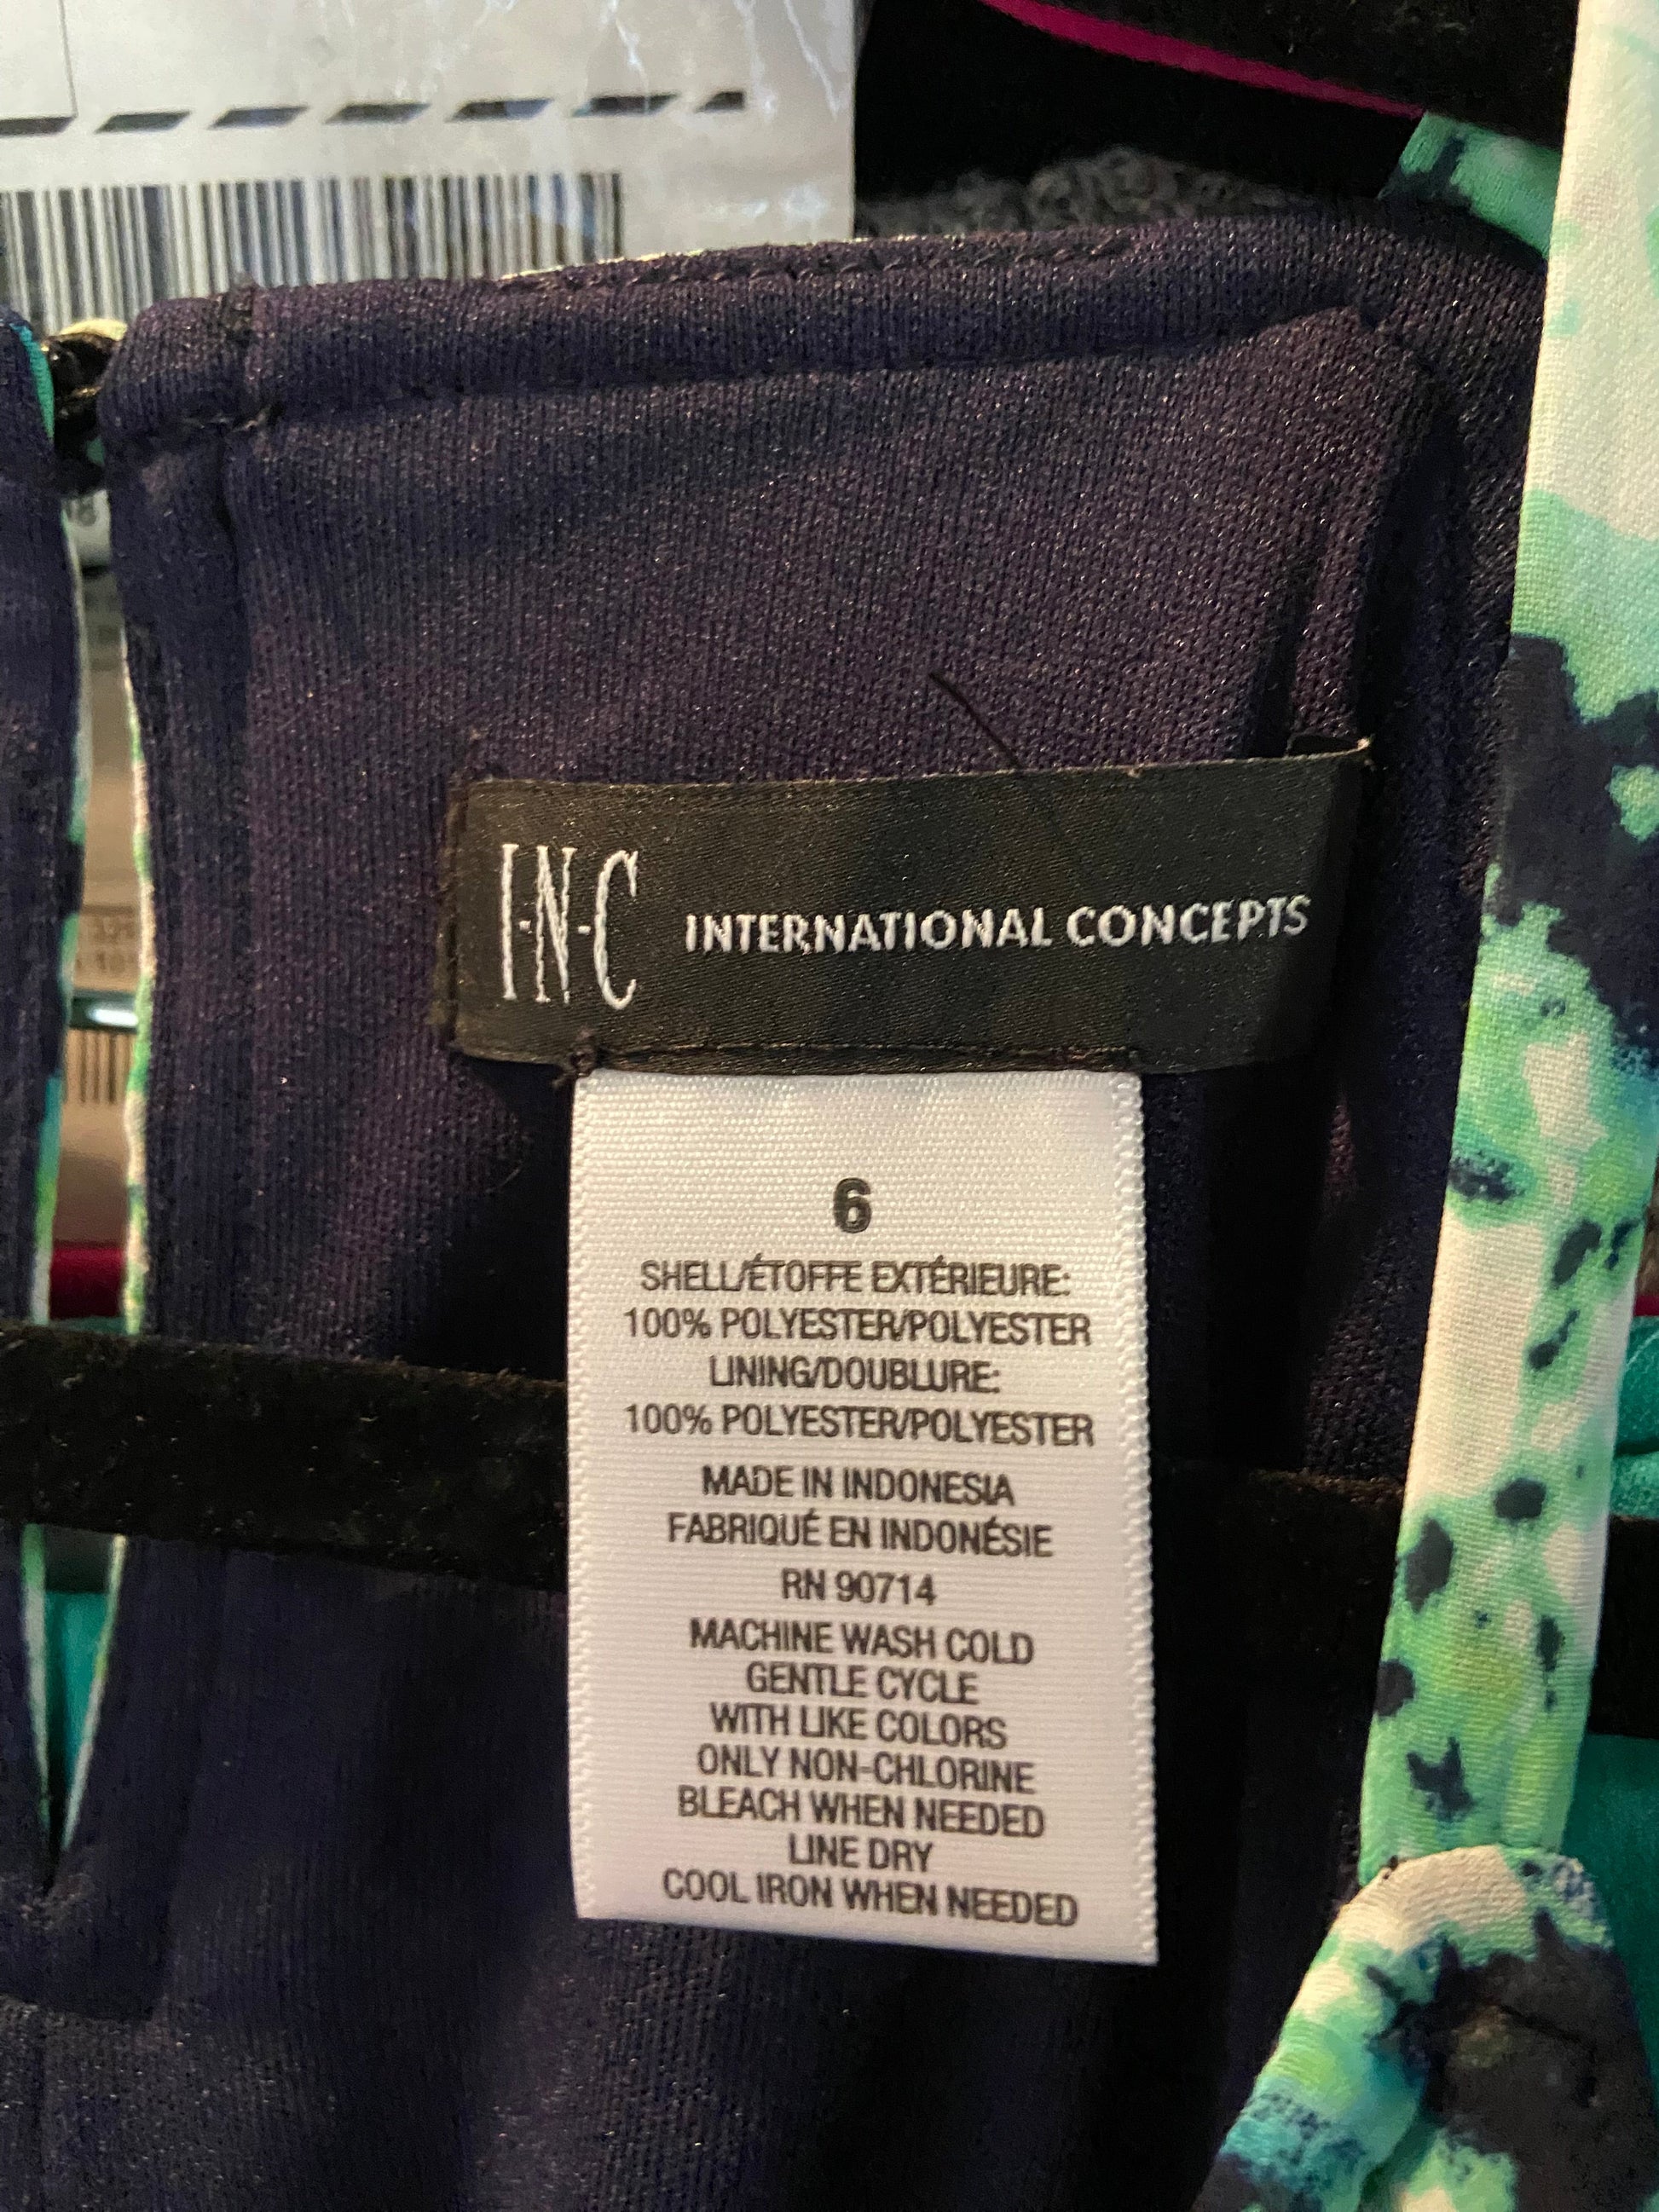 I·N·C INTERNATIONAL CONCEPTS
6
SHELL/ÉTOFFE EXTÉRIEURE:
100% POLYESTER/POLYESTER
LINING/DOUBLURE:
100% POLYESTER/POLYESTER
MADE IN INDONESIA
FABRIQUÉ EN INDONÉSIE
RN 90714
MACHINE WASH COLD
GENTLE CYCLE
WITH LIKE COLORS
ONLY NON-CHLORINE
BLEACH WHEN NEEDED
LINE DRY
COOL IRON WHEN NEEDED